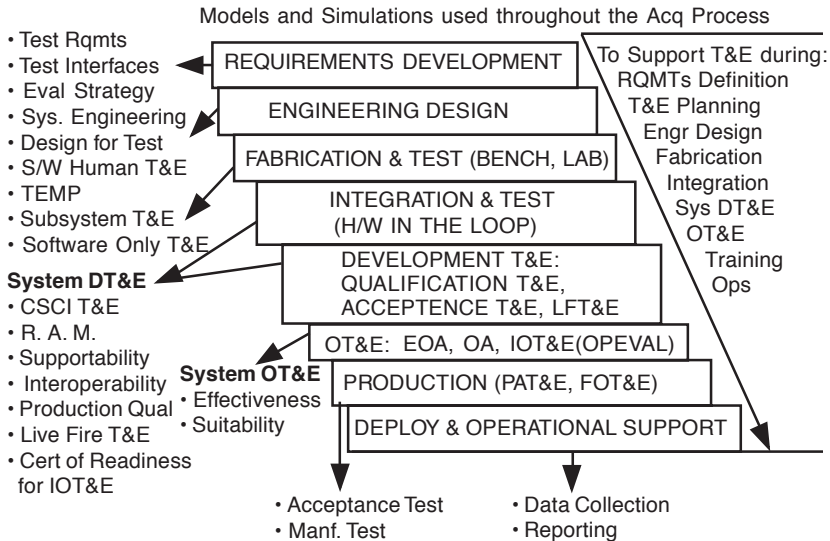 Models and Simulations used throughout the Acq Process
• Test Rqmts
• Test Interfaces
• Eval Strategy
• Sys. Engineering
• Design for Test
• S/W Human T&E
• TEMP
• Subsystem T&E
• Software Only T&E
System DT&E
• CSCI T&E
• R. A. M.
• Supportability
• Interoperability
• Production Qual
• Live Fire T&E
• Cert of Readiness
for IOT&E
REQUIREMENTS DEVELOPMENT
ENGINEERING DESIGN
FABRICATION & TEST (BENCH, LAB)
INTEGRATION & TEST
(H/W IN THE LOOP)
DEVELOPMENT T&E:
QUALIFICATION T&E,
ACCEPTENCE T&E, LFT&E
OT&E: EOA, OA, IOT&E(OPEVAL)
PRODUCTION (PAT&E, FOT&E)
DEPLOY & OPERATIONAL SUPPORT
System OT&E
• Effectiveness
• Suitability
• Acceptance Test
• Manf. Test
• Data Collection
• Reporting
To Support T&E during:
RQMTs Definition
T&E Planning
Engr Design
Fabrication
Integration
Sys DT&E
OT&E
Training
Ops